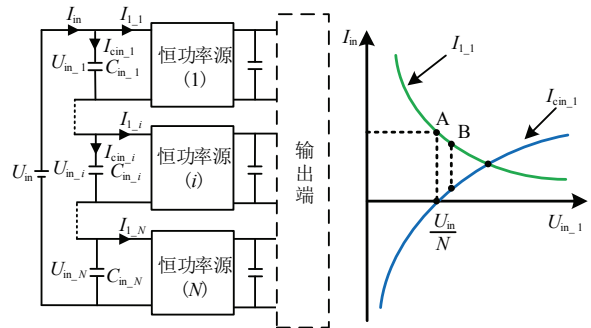 I_in I_1_1
I_cin_1
U_in_1 C_in_1
恒功率源
(1)
I_1_i
I_cin_i
U_in_i C_in_i
恒功率源
(i)
U_in
I_1_N
U_in_N C_in_N
恒功率源
(N)
输出端
I_in
I_1_1
A
B
I_cin_1
U_in/N
U_in_1